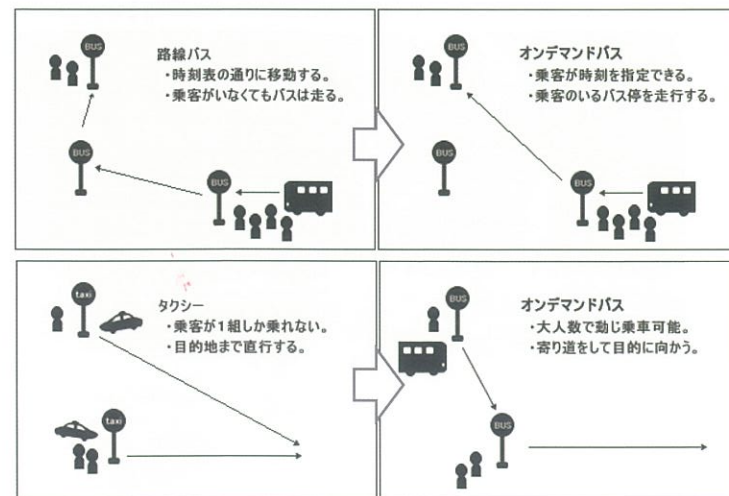 BUS
路線バス
・時刻表の通りに移動する。
・乗客がいなくてもバスは走る。
BUS
BUS
BUS
オンデマンドバス
・乗客が時刻を指定できる。
・乗客のいるバス停を走行する。
BUS
BUS
taxi
タクシー
・乗客が1組しか乗れない。
・目的地まで直行する。
taxi
BUS
オンデマンドバス
・大人数で動じ乗車可能。
・寄り道をして目的に向かう。
BUS